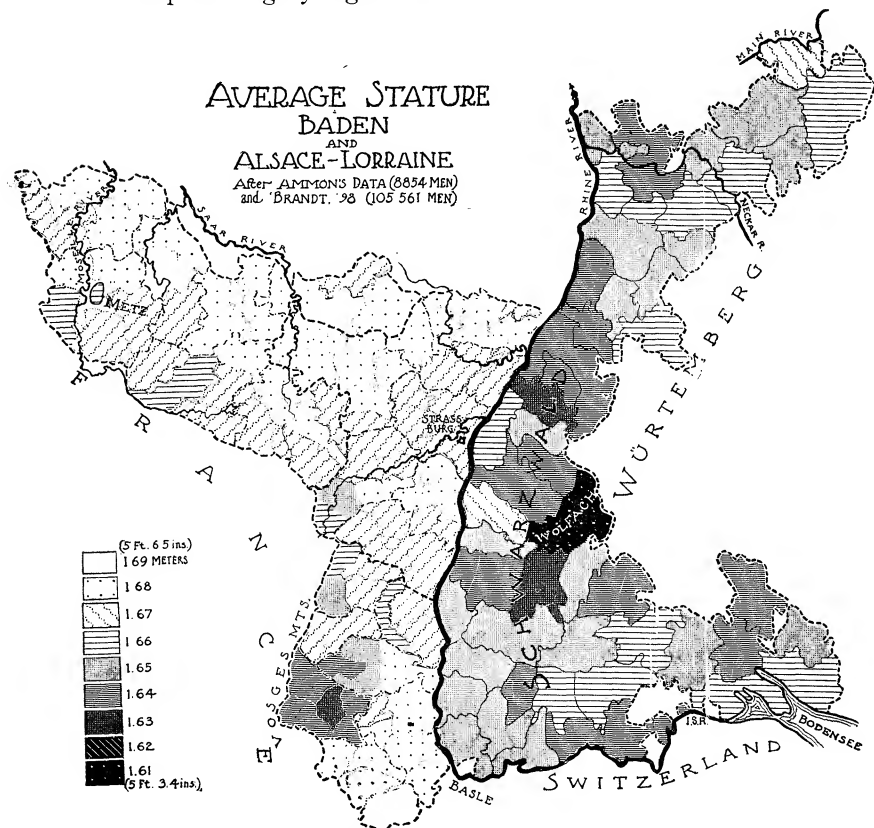 AVERAGE STATURE
BADEN
AND
ALSACE-LORRAINE
After AMMONS DATA (8854 MEN)
and BRANDT. '98 (105 561 MEN)
MAIN RIVER
RHINE RIVER
NECKAR R.
SAAR RIVER
METZ
STRASSBURG
FRANCE
WÜRTEMBERG
SCHWARZWALD
WOLFACH
VOSGES MTS.
(5 Ft. 6 5 ins.)
1 69 METERS
1 68
1.67
1 66
1.65
1.64
1.63
1.62
1.61
(5 Ft. 3.4 ins.)
I.S.R.
BODENSEE
BASLE
SWITZERLAND